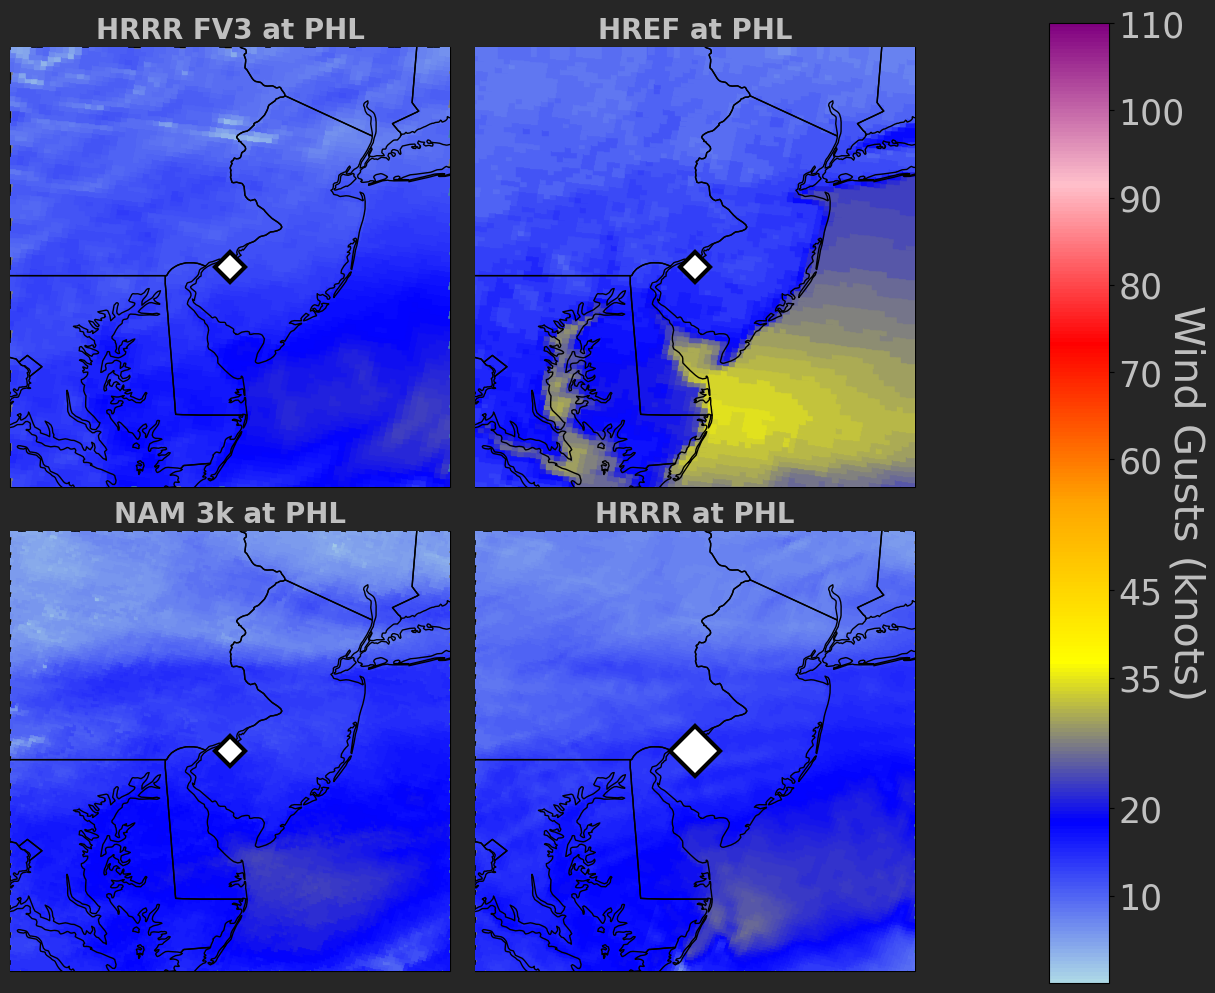 HRRR FV3 at PHL
HREF at PHL
NAM 3k at PHL
HRRR at PHL
110
100
90
80
70
60
45
35
20
10
Wind Gusts (knots)